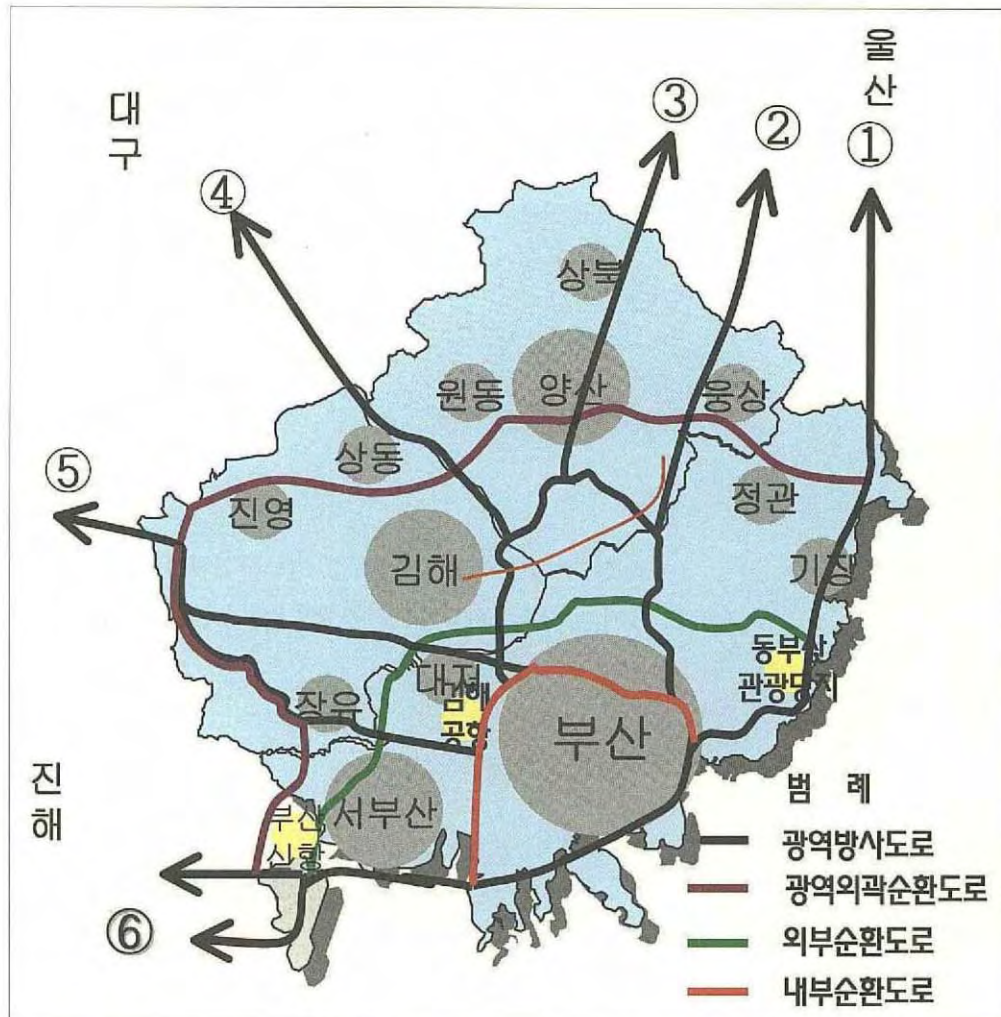 울산
①
②
③
대구
④
상북
원동
양산
웅상
상동
⑤
진영
정관
김해
기장
동부산
관광단지
대저
김해
공항
장유
부산
진해
서부산
부산
신항
⑥
범 례
광역방사도로
광역외곽순환도로
외부순환도로
내부순환도로